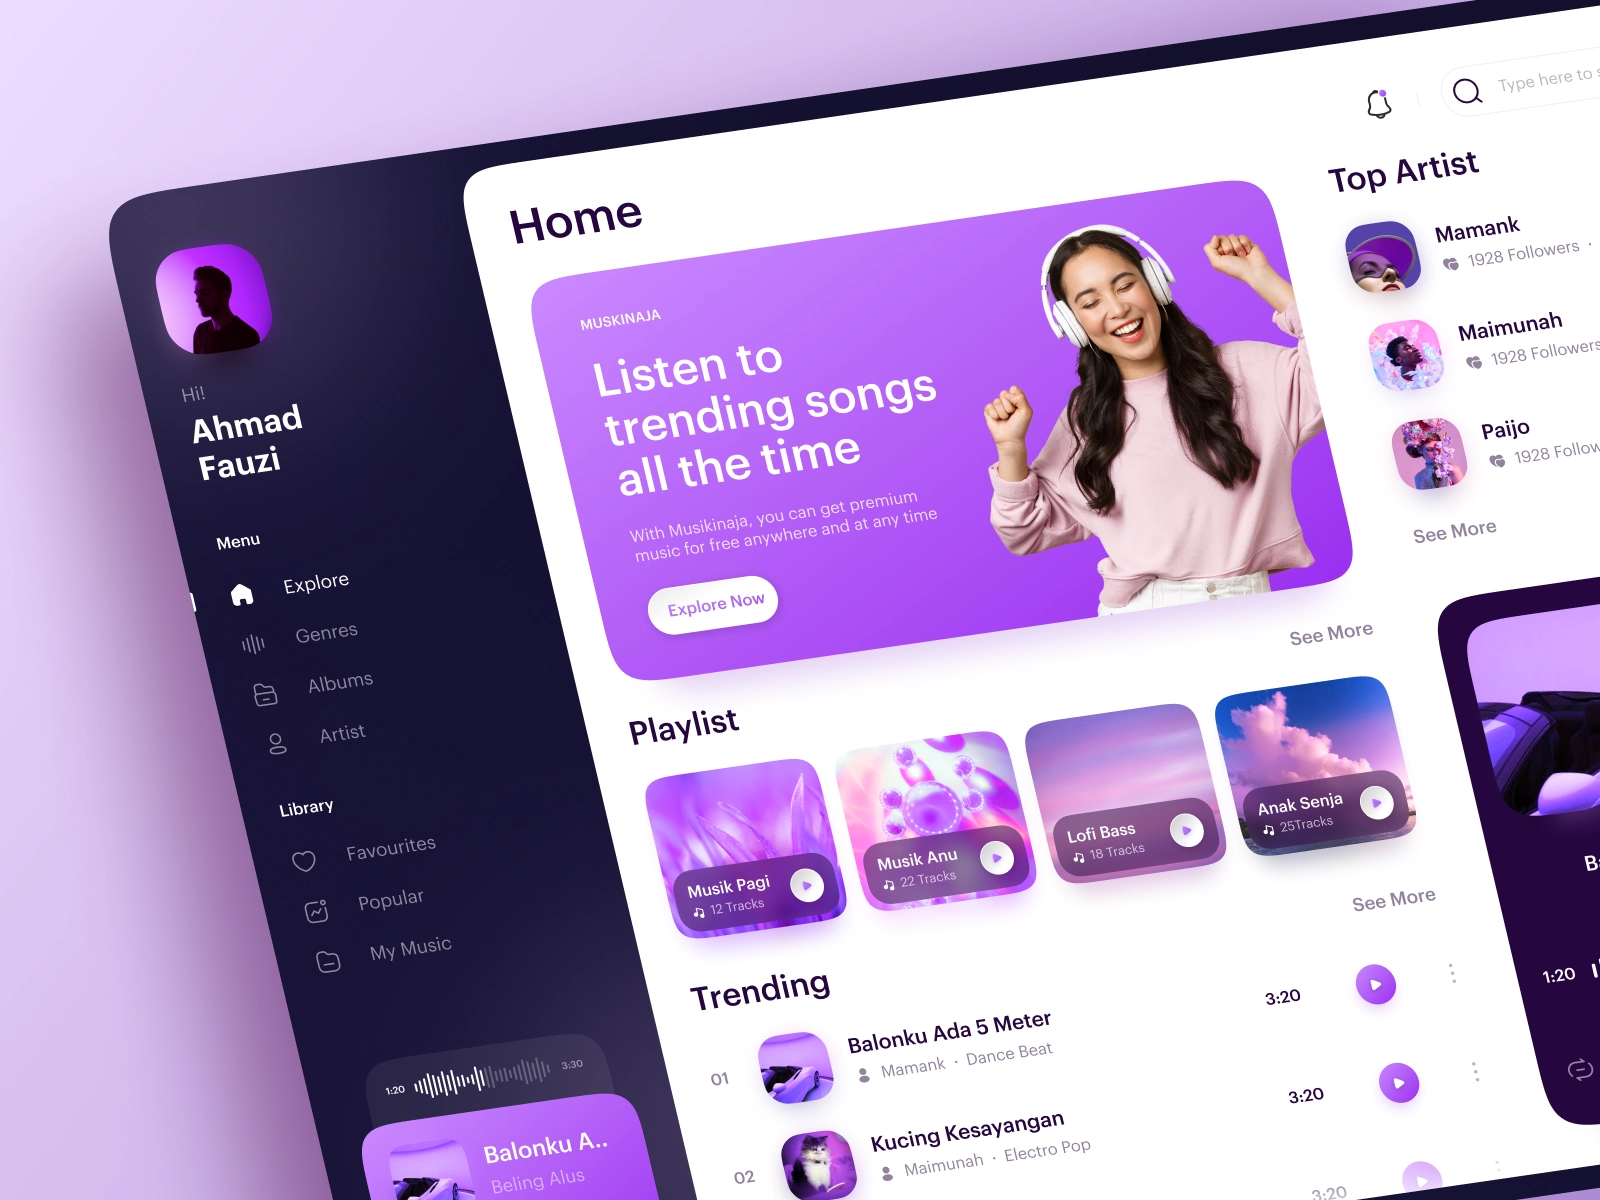 Hi!
Ahmad
Fauzi
Menu
Explore
Genres
Albums
Artist
Library
Favourites
Popular
My Music
1:20
3:30
Balonku A..
Beling Alus
Home
MUSKINAJA
Listen to
trending songs
all the time
With Musikinaja, you can get premium
music for free anywhere and at any time
Explore Now
See More
Playlist
Musik Pagi
12 Tracks
Musik Anu
22 Tracks
Lofi Bass
18 Tracks
Anak Senja
25Tracks
See More
Trending
01
Balonku Ada 5 Meter
Mamank · Dance Beat
3:20
02
Kucing Kesayangan
Maimunah · Electro Pop
3:20
3:20
Type here to
Top Artist
Mamank
1928 Followers ·
Maimunah
1928 Followers
Paijo
1928
See More
1:20